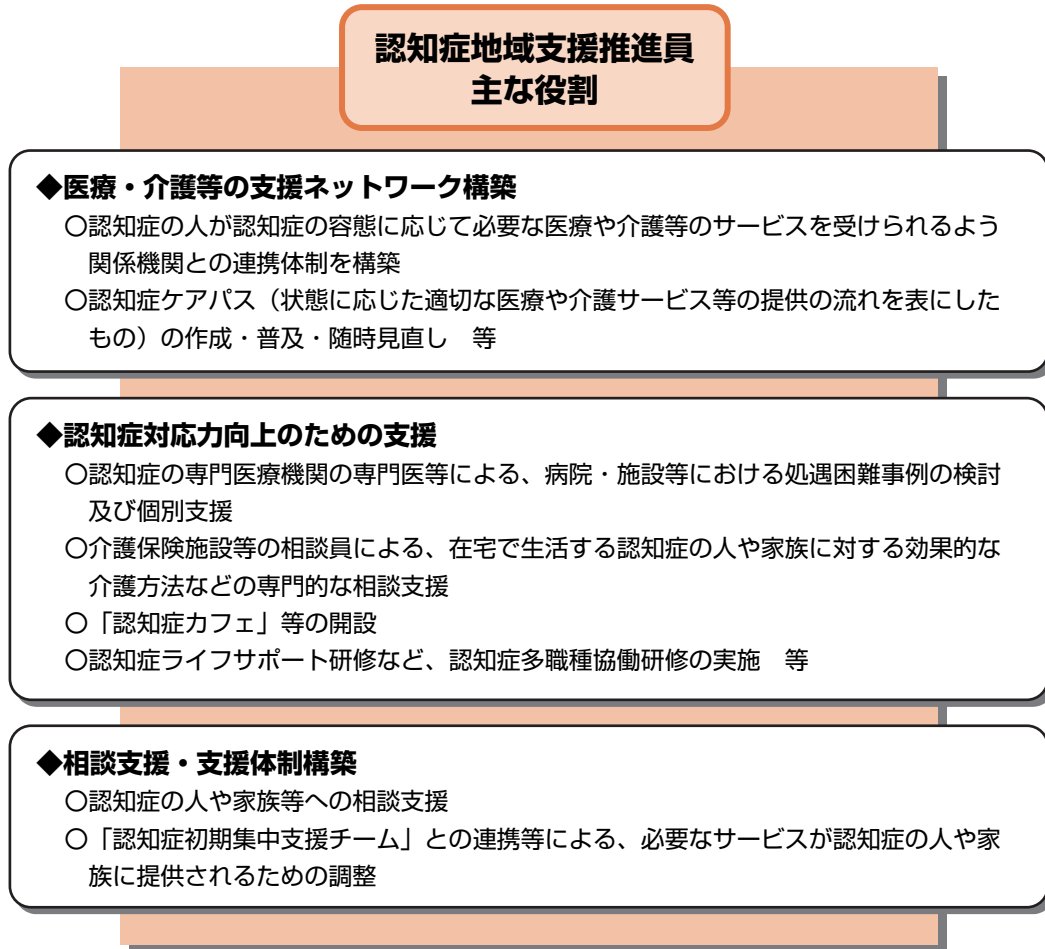 認知症地域支援推進員
主な役割
◆医療・介護等の支援ネットワーク構築
〇認知症の人が認知症の容態に応じて必要な医療や介護等のサービスを受けられるよう
関係機関との連携体制を構築
〇認知症ケアパス（状態に応じた適切な医療や介護サービス等の提供の流れを表にした
もの）の作成・普及・随時見直し　等
◆認知症対応力向上のための支援
〇認知症の専門医療機関の専門医等による、病院・施設等における処遇困難事例の検討
及び個別支援
〇介護保険施設等の相談員による、在宅で生活する認知症の人や家族に対する効果的な
介護方法などの専門的な相談支援
〇「認知症カフェ」等の開設
〇認知症ライフサポート研修など、認知症多職種協働研修の実施　等
◆相談支援・支援体制構築
〇認知症の人や家族等への相談支援
〇「認知症初期集中支援チーム」との連携等による、必要なサービスが認知症の人や家
族に提供されるための調整